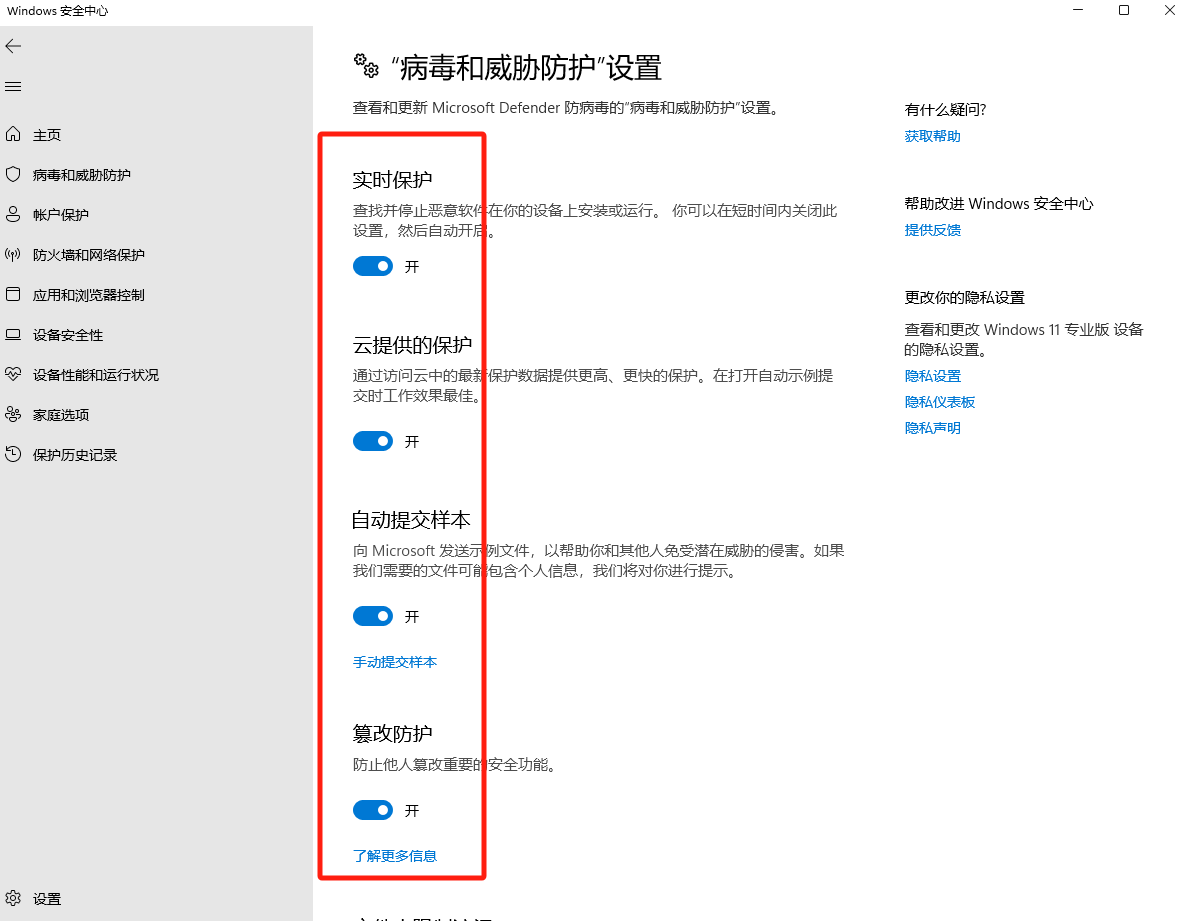 Windows 安全中心
主页
病毒和威胁防护
帐户保护
防火墙和网络保护
应用和浏览器控制
设备安全性
设备性能和运行状况
家庭选项
保护历史记录
设置
“病毒和威胁防护”设置
查看和更新 Microsoft Defender 防病毒的“病毒和威胁防护”设置。
实时保护
查找并停止恶意软件在你的设备上安装或运行。 你可以在短时间内关闭此
设置，然后自动开启。
开
云提供的保护
通过访问云中的最新保护数据提供更高、更快的保护。在打开自动示例提
交时工作效果最佳。
开
自动提交样本
向 Microsoft 发送示例文件，以帮助你和其他人免受潜在威胁的侵害。如果
我们需要的文件可能包含个人信息，我们将对你进行提示。
开
手动提交样本
篡改防护
防止他人篡改重要的安全功能。
开
了解更多信息
有什么疑问?
获取帮助
帮助改进 Windows 安全中心
提供反馈
更改你的隐私设置
查看和更改 Windows 11 专业版 设备
的隐私设置。
隐私设置
隐私仪表板
隐私声明